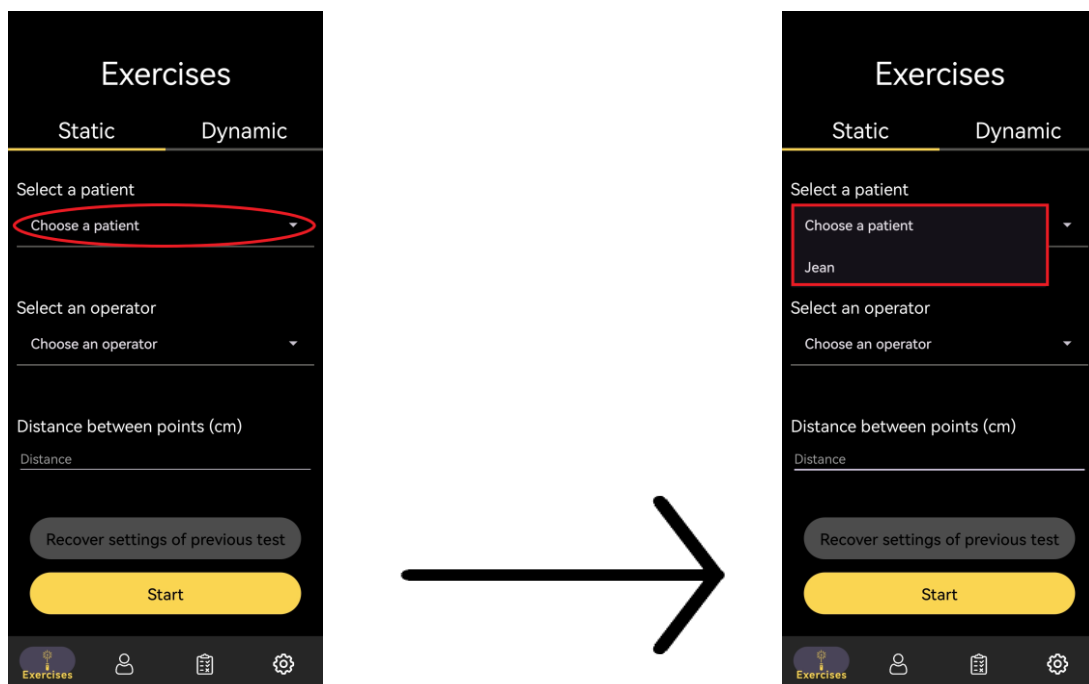 Exercises
Static Dynamic
Select a patient
Choose a patient
Select an operator
Choose an operator
Distance between points (cm)
Distance
Recover settings of previous test
Start
Exercises
Exercises
Static Dynamic
Select a patient
Choose a patient
Jean
Select an operator
Choose an operator
Distance between points (cm)
Distance
Recover settings of previous test
Start
Exercises